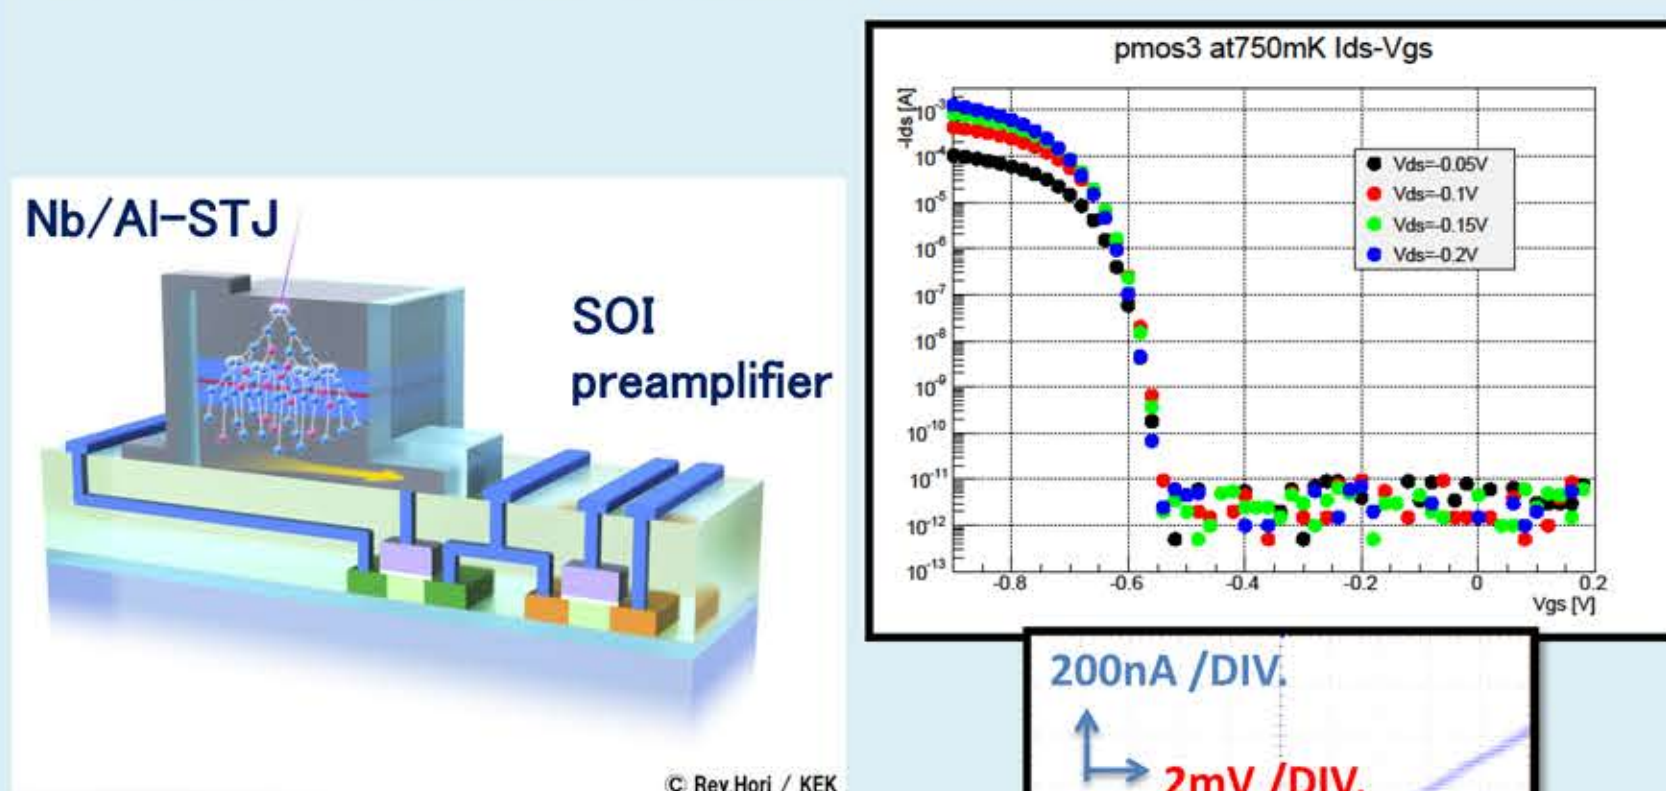 Nb/Al-STJ
SOI
preamplifier
© Rey.Hori / KEK
pmos3 at750mK Ids-Vgs
-Ids [A]
10-3
10-4
10-5
10-6
10-7
10-8
10-9
10-10
10-11
10-12
10-13
Vds=-0.05V
Vds=-0.1V
Vds=-0.15V
Vds=-0.2V
-0.8 -0.6 -0.4 -0.2 0 0.2
Vgs [V]
200nA /DIV.
2mV /DIV.